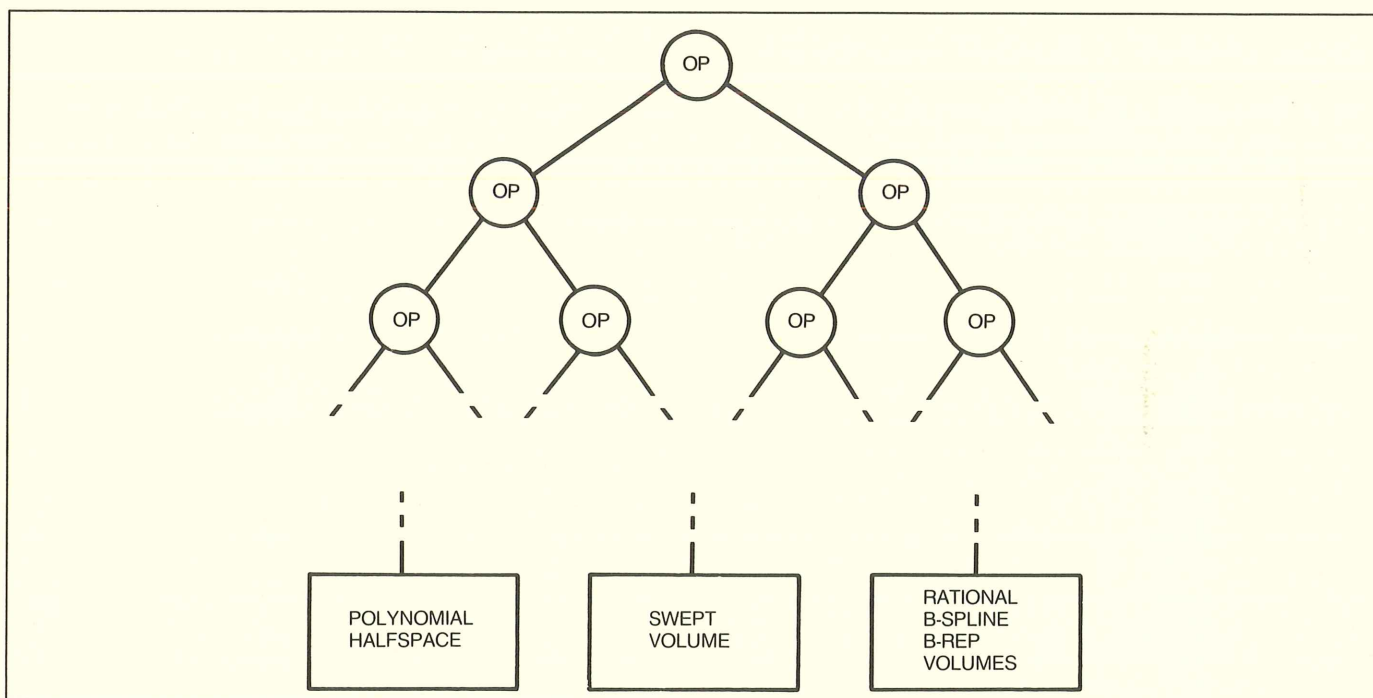 OP
OP
OP
OP
OP
OP
OP
POLYNOMIAL
HALFSPACE
SWEPT
VOLUME
RATIONAL
B-SPLINE
B-REP
VOLUMES